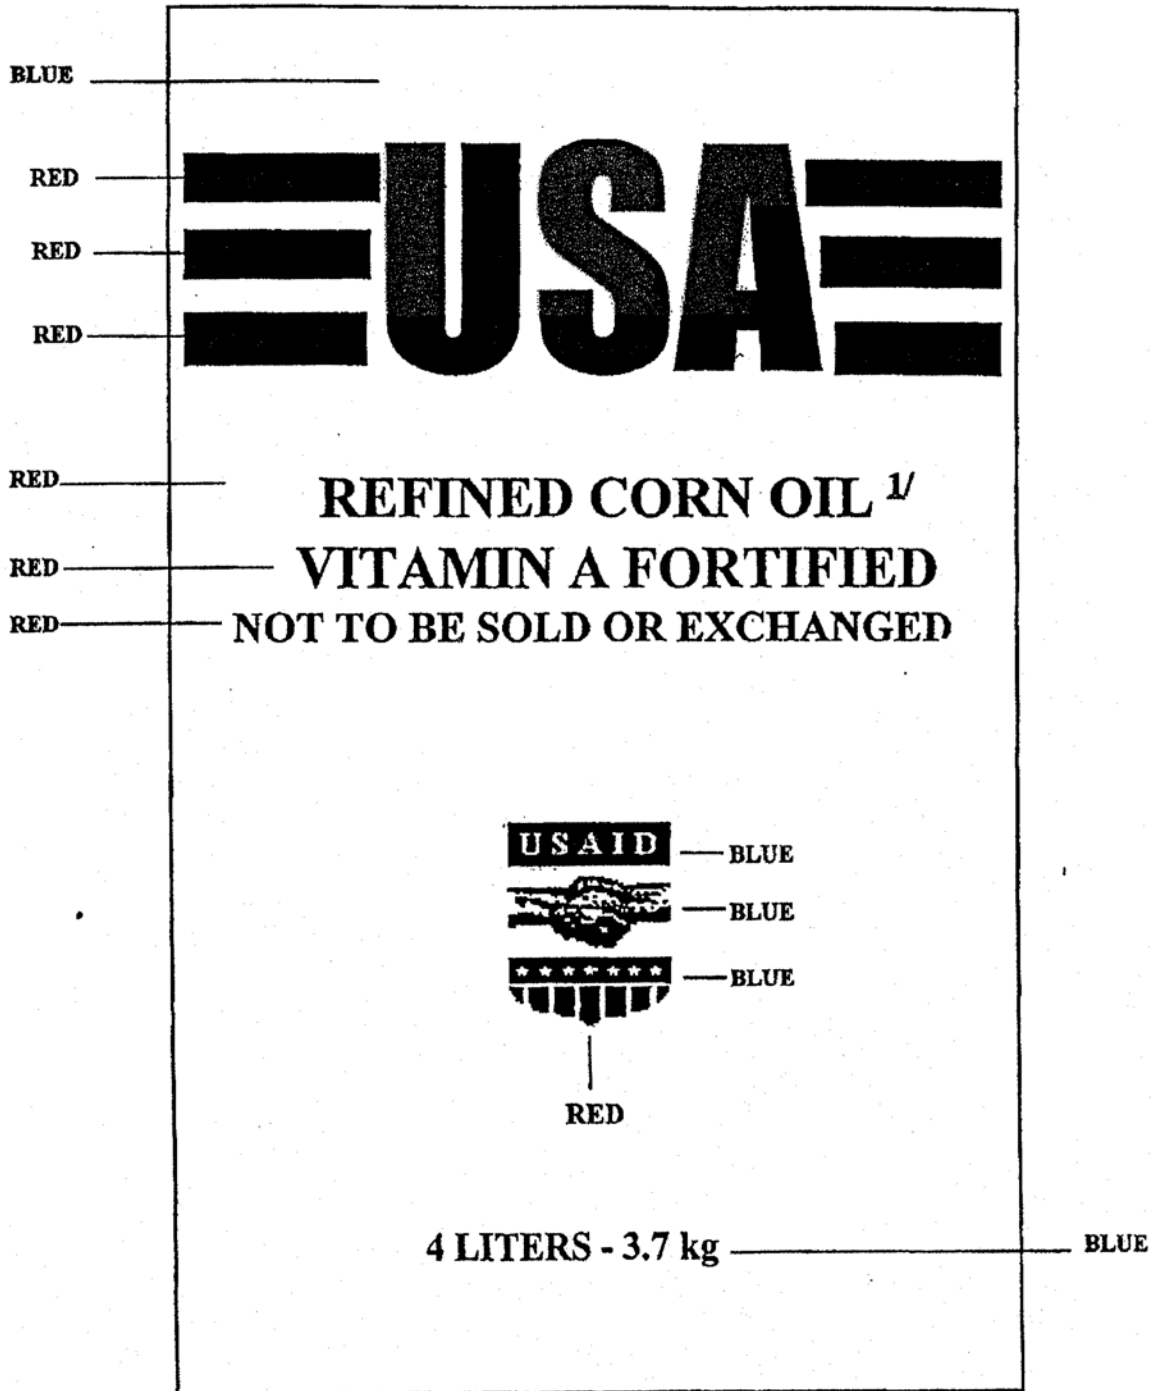 BLUE
USA
RED
RED
RED
RED REFINED CORN OIL 1/
RED VITAMIN A FORTIFIED
RED NOT TO BE SOLD OR EXCHANGED
USAID BLUE
BLUE
BLUE
RED
4 LITERS - 3.7 kg BLUE